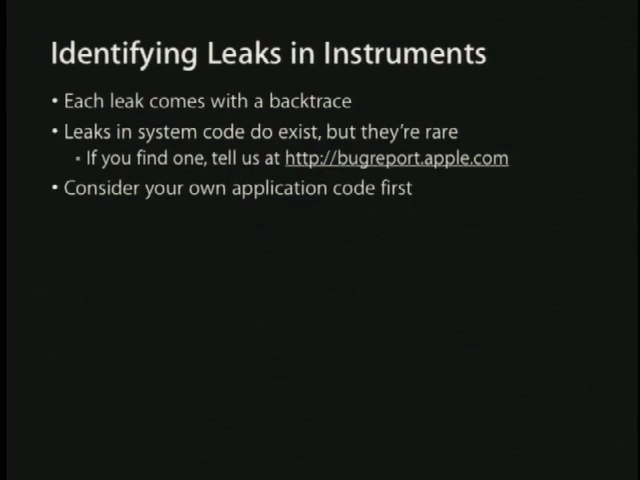 Identifying Leaks in Instruments
• Each leak comes with a backtrace
• Leaks in system code do exist, but they're rare
▪ If you find one, tell us at http://bugreport.apple.com
• Consider your own application code first